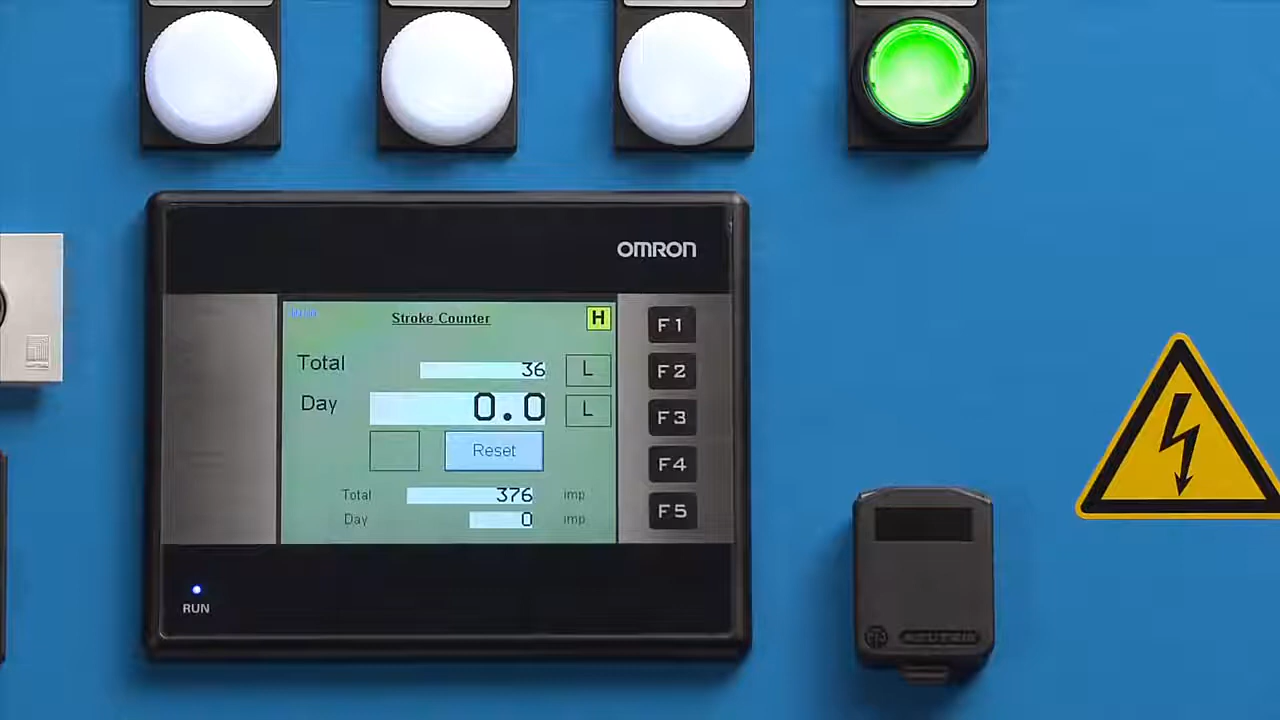 OMRON
Stroke Counter H
Total 36 L
Day 0.0 L
Reset
Total 376 imp
Day 0 imp
F1
F2
F3
F4
F5
RUN
NEUTRIK